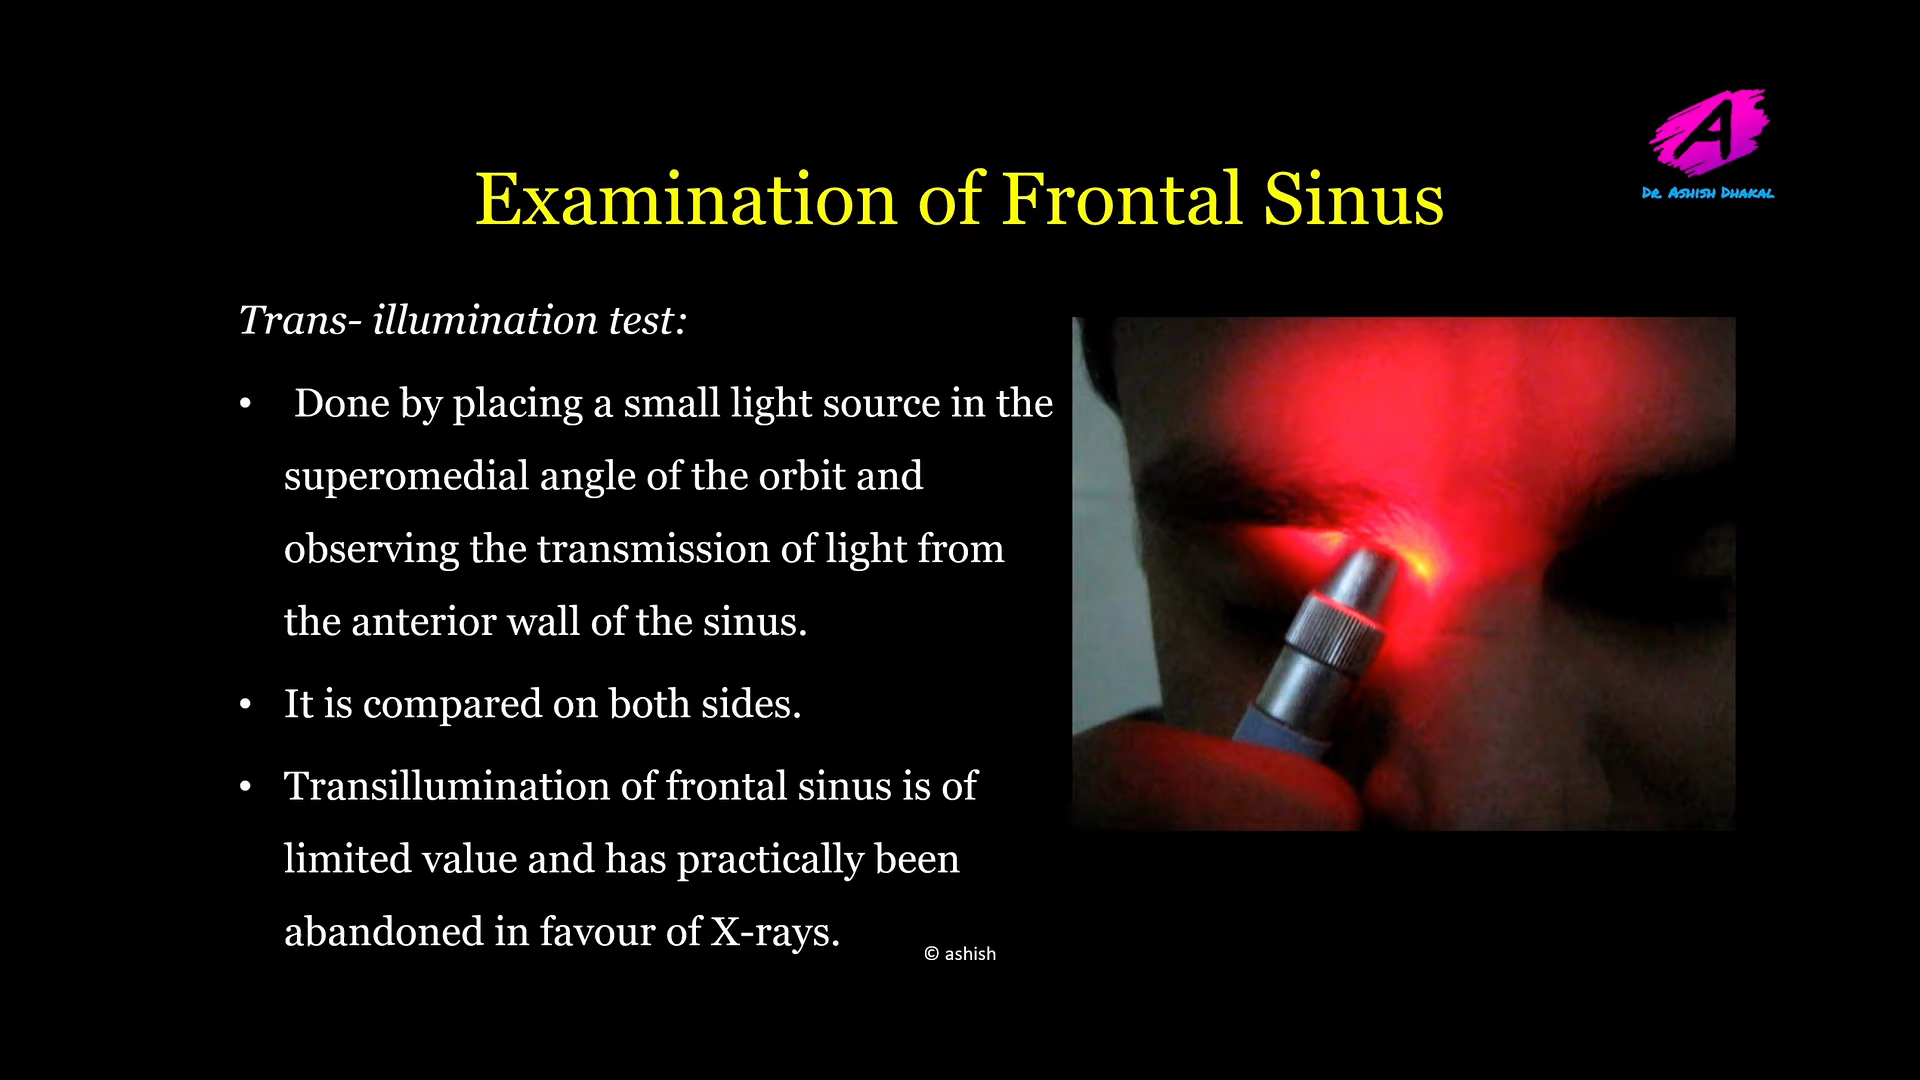 Dr. Ashish Dhakal
Examination of Frontal Sinus
Trans- illumination test:
• Done by placing a small light source in the
superomedial angle of the orbit and
observing the transmission of light from
the anterior wall of the sinus.
• It is compared on both sides.
• Transillumination of frontal sinus is of
limited value and has practically been
abandoned in favour of X-rays.
© ashish